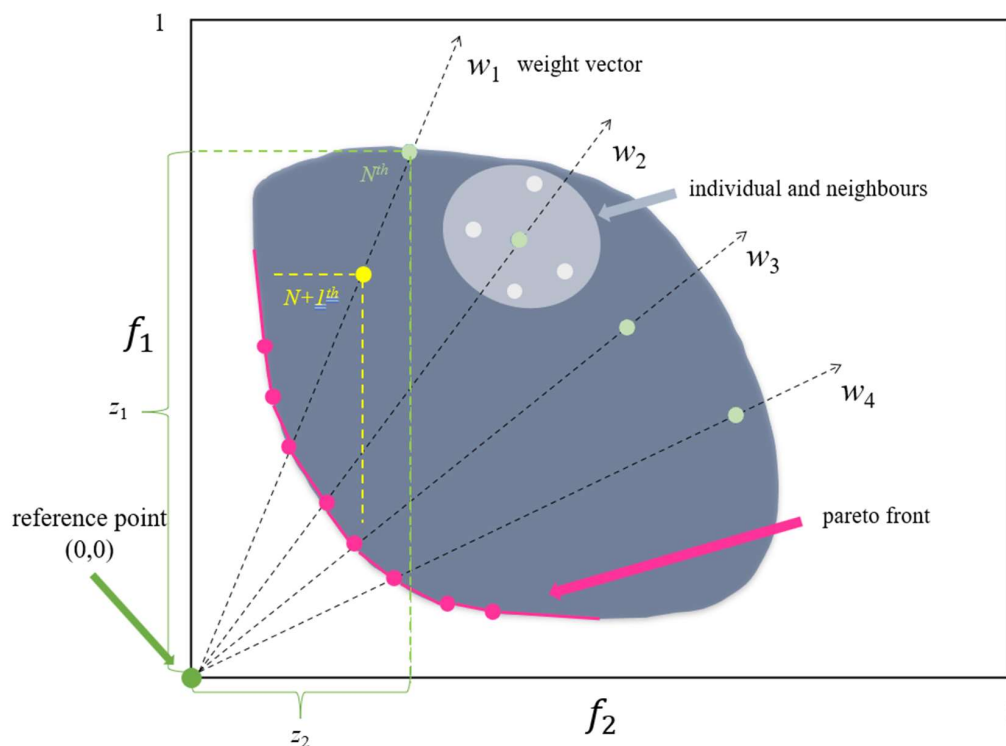 1
w₁ weight vector
w₂
Nᵗʰ
individual and neighbours
w₃
N+1ᵗʰ
f₁
w₄
z₁
reference point
(0,0)
pareto front
z₂
f₂